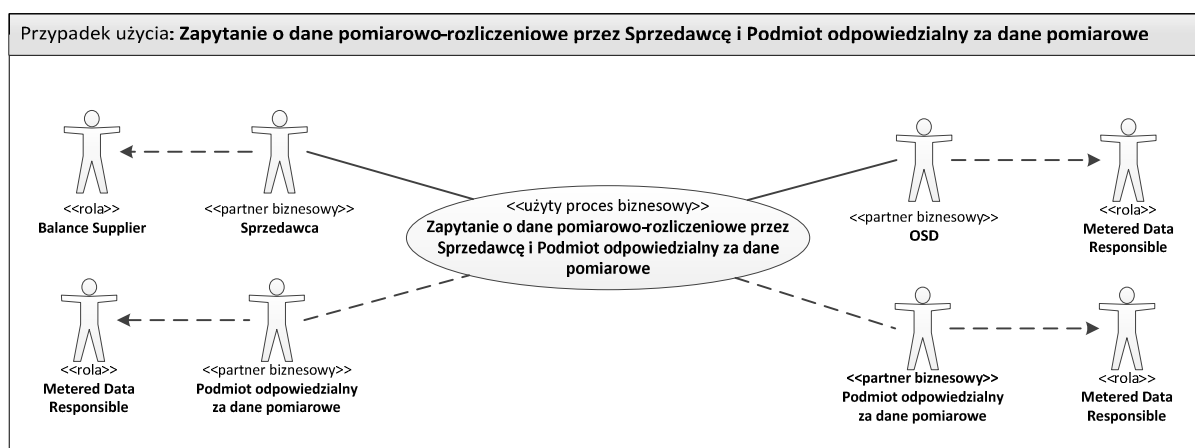 Przypadek użycia: Zapytanie o dane pomiarowo-rozliczeniowe przez Sprzedawcę i Podmiot odpowiedzialny za dane pomiarowe
<<rola>>
Balance Supplier
<<partner biznesowy>>
Sprzedawca
<<użyty proces biznesowy>>
Zapytanie o dane pomiarowo-rozliczeniowe przez
Sprzedawcę i Podmiot odpowiedzialny za dane
pomiarowe
<<partner biznesowy>>
OSD
<<rola>>
Metered Data
Responsible
<<rola>>
Metered Data
Responsible
<<partner biznesowy>>
Podmiot odpowiedzialny
za dane pomiarowe
<<partner biznesowy>>
Podmiot odpowiedzialny
za dane pomiarowe
<<rola>>
Metered Data
Responsible